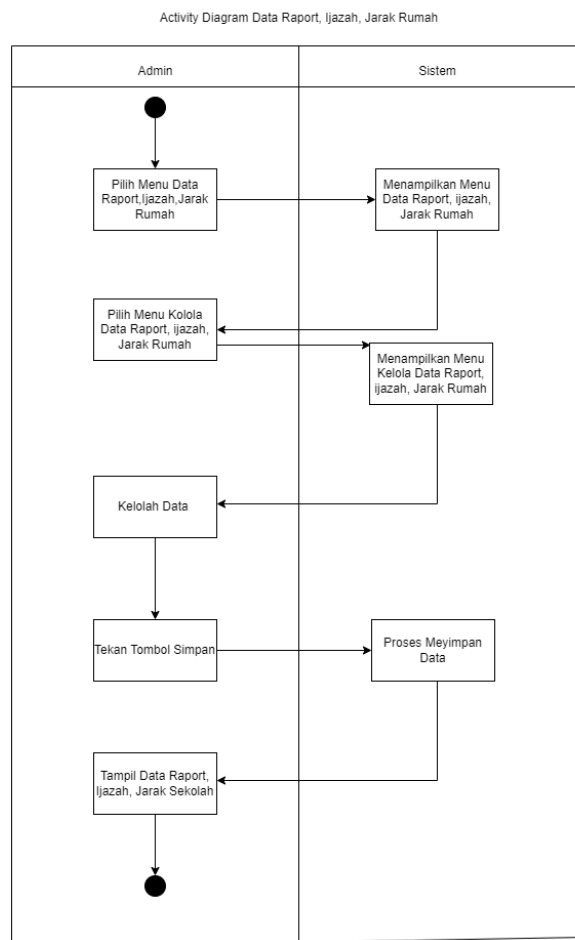 Activity Diagram Data Raport, Ijazah, Jarak Rumah
Admin
Sistem
Pilih Menu Data
Raport,Ijazah,Jarak
Rumah
Menampilkan Menu
Data Raport, ijazah,
Jarak Rumah
Pilih Menu Kolola
Data Raport, ijazah,
Jarak Rumah
Menampilkan Menu
Kelola Data Raport,
ijazah, Jarak Rumah
Kelolah Data
Tekan Tombol Simpan
Proses Meyimpan
Data
Tampil Data Raport,
Ijazah, Jarak Sekolah